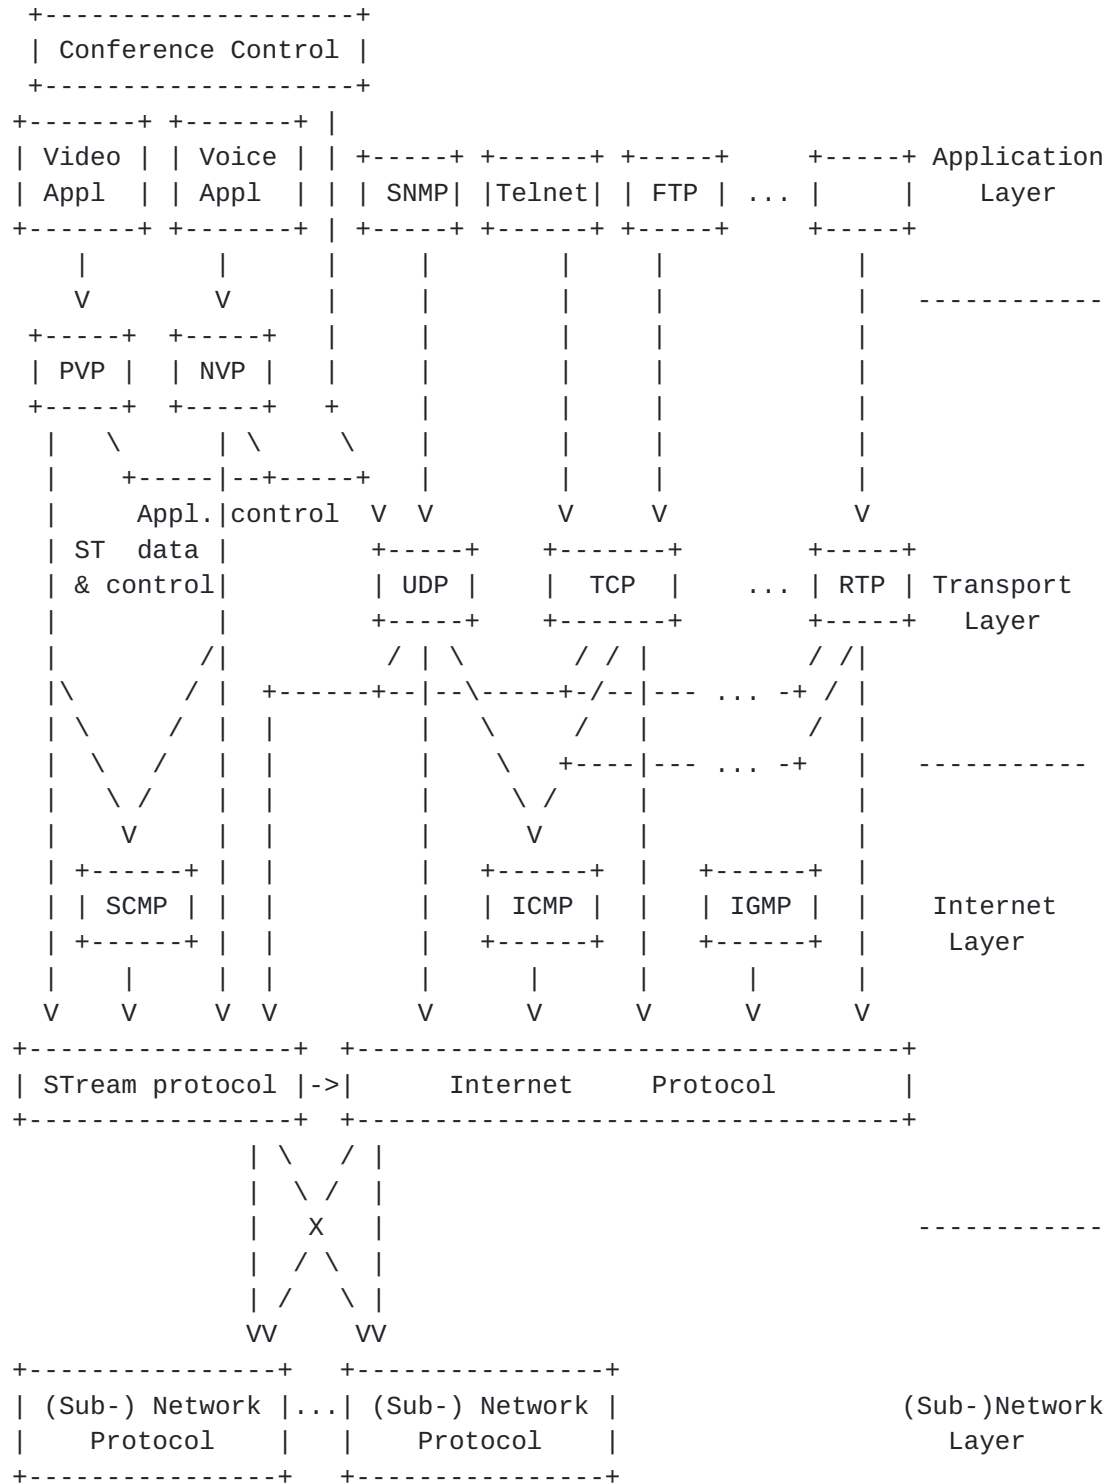 Conference Control
Video Voice Application
Appl Appl SNMP Telnet FTP ... Layer
PVP NVP
Appl. control
ST data
& control UDP TCP ... RTP Transport
Layer
...
...
SCMP ICMP IGMP Internet
Layer
STream protocol -> Internet Protocol
X
(Sub-) Network ... (Sub-) Network (Sub-)Network
Protocol Protocol Layer